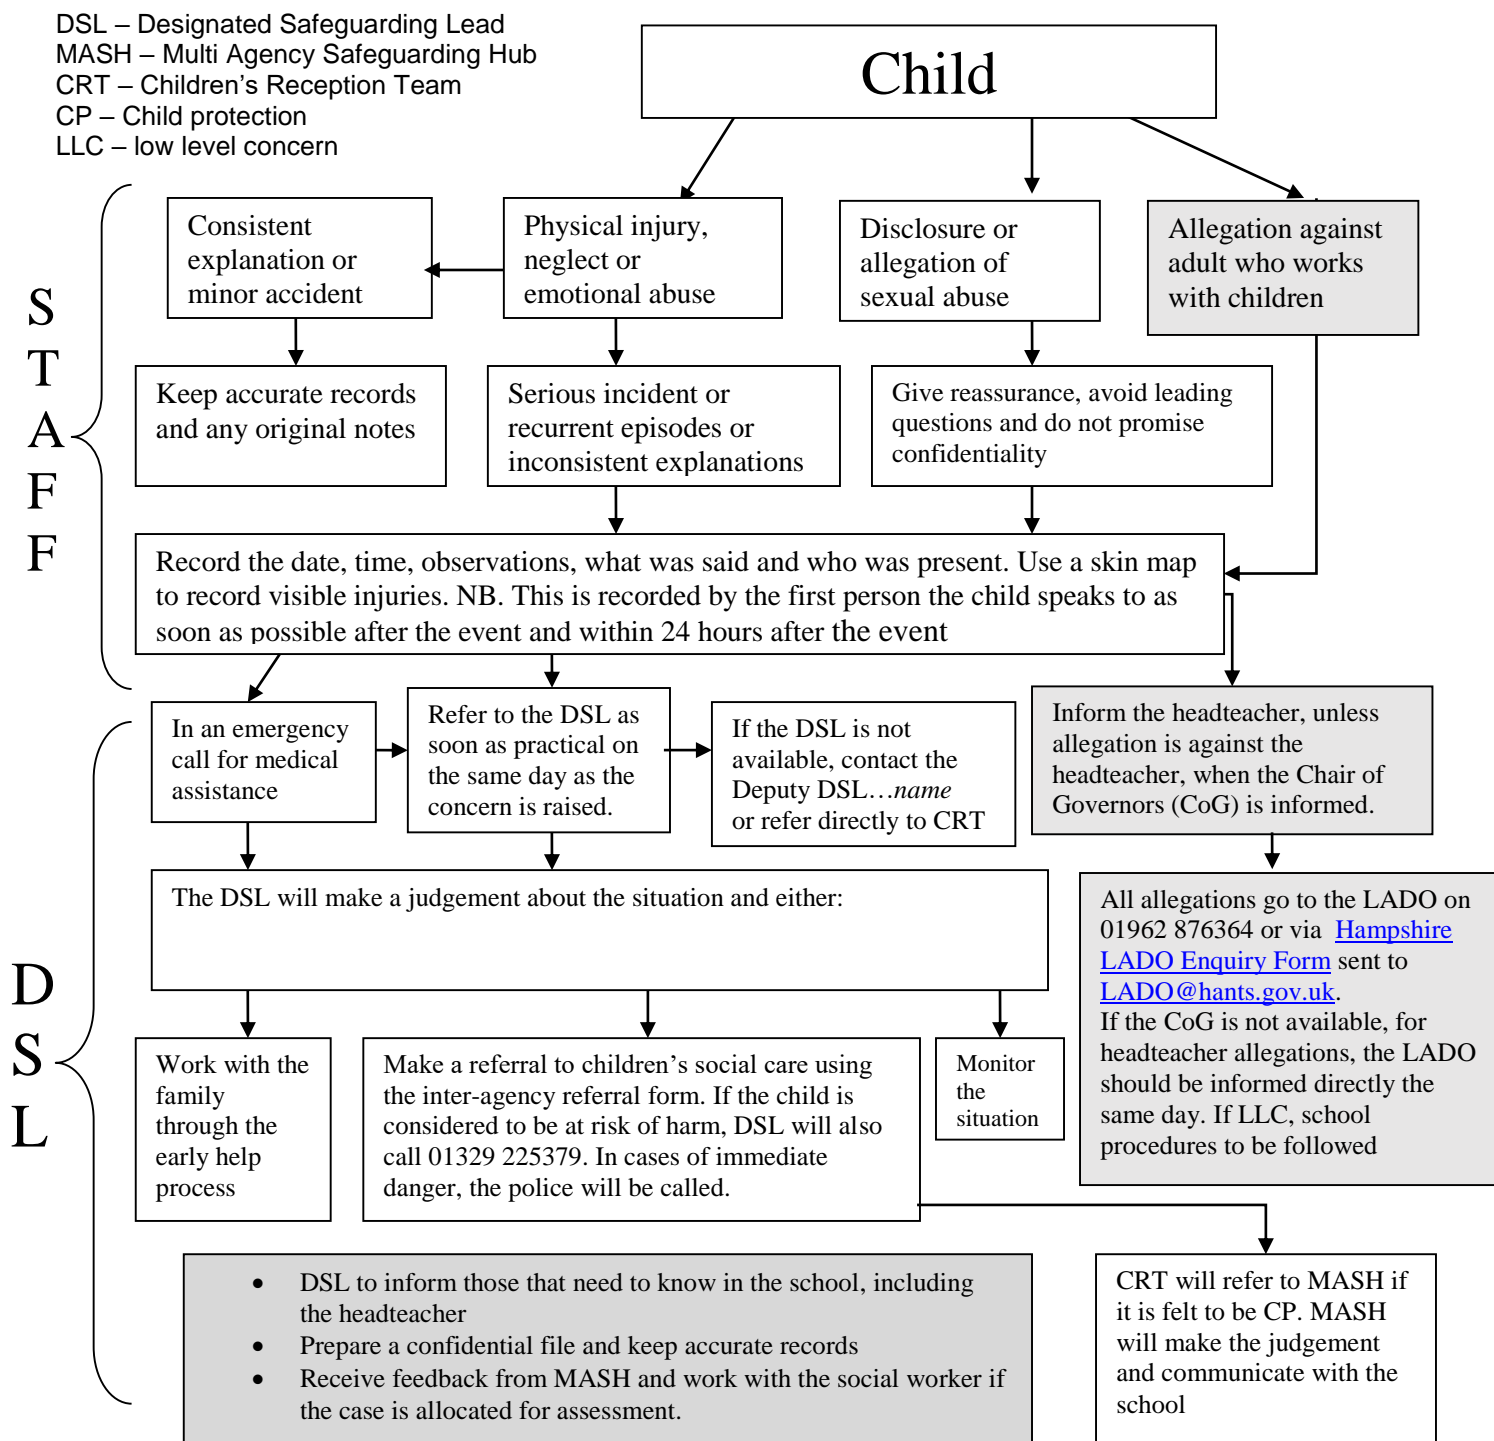 DSL – Designated Safeguarding Lead
MASH – Multi Agency Safeguarding Hub
CRT – Children's Reception Team
CP – Child protection
LLC – low level concern
Child
S
T
A
F
F
Consistent
explanation or
minor accident
Physical injury,
neglect or
emotional abuse
Disclosure or
allegation of
sexual abuse
Allegation against
adult who works
with children
Keep accurate records
and any original notes
Serious incident or
recurrent episodes or
inconsistent explanations
Give reassurance, avoid leading
questions and do not promise
confidentiality
Record the date, time, observations, what was said and who was present. Use a skin map
to record visible injuries. NB. This is recorded by the first person the child speaks to as
soon as possible after the event and within 24 hours after the event
D
S
L
In an emergency
call for medical
assistance
Refer to the DSL as
soon as practical on
the same day as the
concern is raised.
If the DSL is not
available, contact the
Deputy DSL…name
or refer directly to CRT
Inform the headteacher, unless
allegation is against the
headteacher, when the Chair of
Governors (CoG) is informed.
The DSL will make a judgement about the situation and either:
All allegations go to the LADO on
01962 876364 or via Hampshire
LADO Enquiry Form sent to
LADO@hants.gov.uk.
If the CoG is not available, for
headteacher allegations, the LADO
should be informed directly the
same day. If LLC, school
procedures to be followed
Work with the
family
through the
early help
process
Make a referral to children's social care using
the inter-agency referral form. If the child is
considered to be at risk of harm, DSL will also
call 01329 225379. In cases of immediate
danger, the police will be called.
Monitor
the
situation
• DSL to inform those that need to know in the school, including
the headteacher
• Prepare a confidential file and keep accurate records
• Receive feedback from MASH and work with the social worker if
the case is allocated for assessment.
CRT will refer to MASH if
it is felt to be CP. MASH
will make the judgement
and communicate with the
school